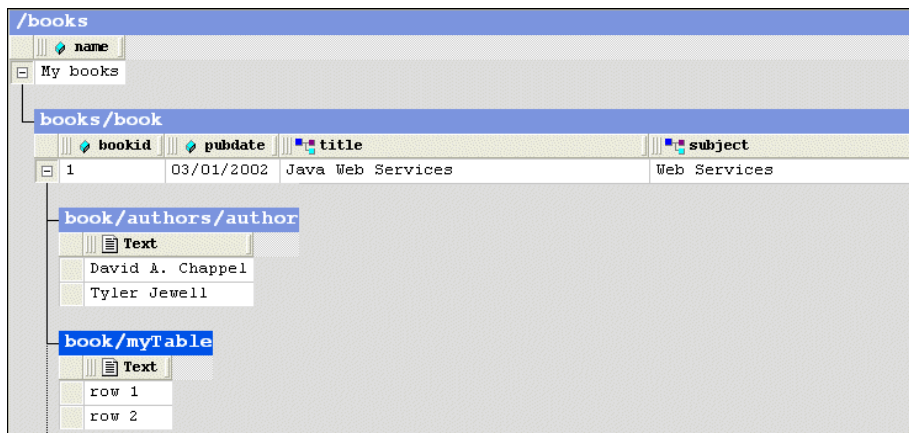 /books
name
My books
books/book
bookid pubdate title subject
1 03/01/2002 Java Web Services Web Services
book/authors/author
Text
David A. Chappel
Tyler Jewell
book/myTable
Text
row 1
row 2